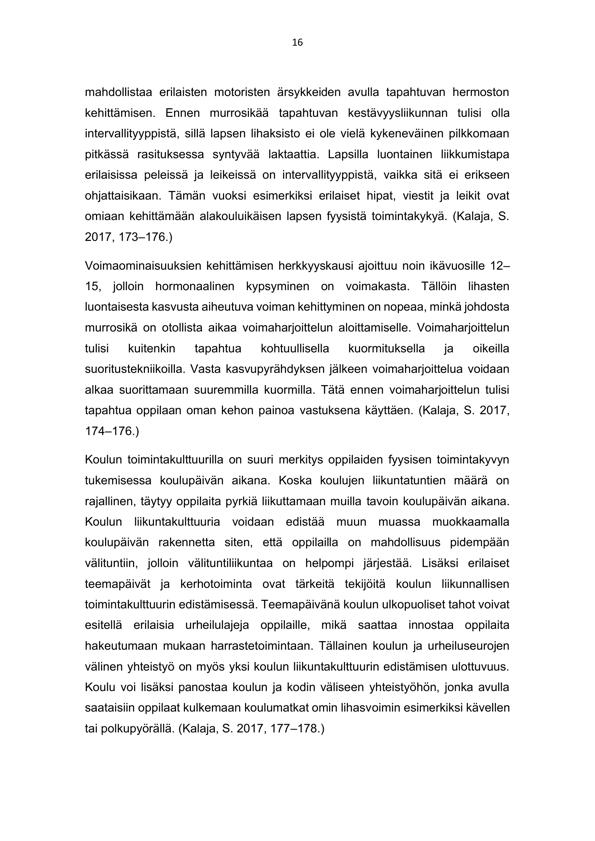 16
mahdollistaa erilaisten motoristen ärsykkeiden avulla tapahtuvan hermoston
kehittämisen. Ennen murrosikää tapahtuvan kestävyysliikunnan tulisi olla
intervallityyppistä, sillä lapsen lihaksisto ei ole vielä kykeneväinen pilkkomaan
pitkässä rasituksessa syntyvää laktaattia. Lapsilla luontainen liikkumistapa
erilaisissa peleissä ja leikeissä on intervallityyppistä, vaikka sitä ei erikseen
ohjattaisikaan. Tämän vuoksi esimerkiksi erilaiset hipat, viestit ja leikit ovat
omiaan kehittämään alakouluikäisen lapsen fyysistä toimintakykyä. (Kalaja, S.
2017, 173–176.)
Voimaominaisuuksien kehittämisen herkkyyskausi ajoittuu noin ikävuosille 12–
15, jolloin hormonaalinen kypsyminen on voimakasta. Tällöin lihasten
luontaisesta kasvusta aiheutuva voiman kehittyminen on nopeaa, minkä johdosta
murrosikä on otollista aikaa voimaharjoittelun aloittamiselle. Voimaharjoittelun
tulisi kuitenkin tapahtua kohtuullisella kuormituksella ja oikeilla
suoritustekniikoilla. Vasta kasvupyrähdyksen jälkeen voimaharjoittelua voidaan
alkaa suorittamaan suuremmilla kuormilla. Tätä ennen voimaharjoittelun tulisi
tapahtua oppilaan oman kehon painoa vastuksena käyttäen. (Kalaja, S. 2017,
174–176.)
Koulun toimintakulttuurilla on suuri merkitys oppilaiden fyysisen toimintakyvyn
tukemisessa koulupäivän aikana. Koska koulujen liikuntatuntien määrä on
rajallinen, täytyy oppilaita pyrkiä liikuttamaan muilla tavoin koulupäivän aikana.
Koulun liikuntakulttuuria voidaan edistää muun muassa muokkaamalla
koulupäivän rakennetta siten, että oppilailla on mahdollisuus pidempään
välituntiin, jolloin välituntiliikuntaa on helpompi järjestää. Lisäksi erilaiset
teemapäivät ja kerhotoiminta ovat tärkeitä tekijöitä koulun liikunnallisen
toimintakulttuurin edistämisessä. Teemapäivänä koulun ulkopuoliset tahot voivat
esitellä erilaisia urheilulajeja oppilaille, mikä saattaa innostaa oppilaita
hakeutumaan mukaan harrastetoimintaan. Tällainen koulun ja urheiluseurojen
välinen yhteistyö on myös yksi koulun liikuntakulttuurin edistämisen ulottuvuus.
Koulu voi lisäksi panostaa koulun ja kodin väliseen yhteistyöhön, jonka avulla
saataisiin oppilaat kulkemaan koulumatkat omin lihasvoimin esimerkiksi kävellen
tai polkupyörällä. (Kalaja, S. 2017, 177–178.)